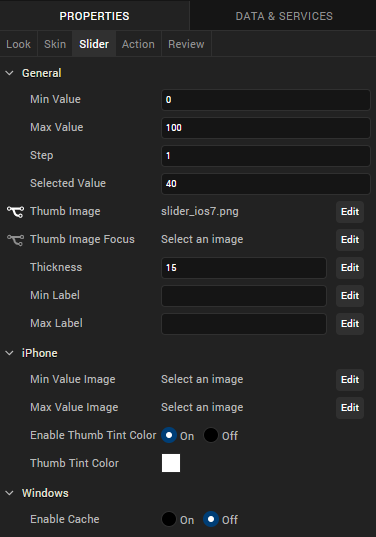 PROPERTIES DATA & SERVICES
Look Skin Slider Action Review
General
Min Value 0
Max Value 100
Step 1
Selected Value 40
Thumb Image slider_ios7.png Edit
Thumb Image Focus Select an image Edit
Thickness 15 Edit
Min Label Edit
Max Label Edit
iPhone
Min Value Image Select an image Edit
Max Value Image Select an image Edit
Enable Thumb Tint Color On Off
Thumb Tint Color
Windows
Enable Cache On Off